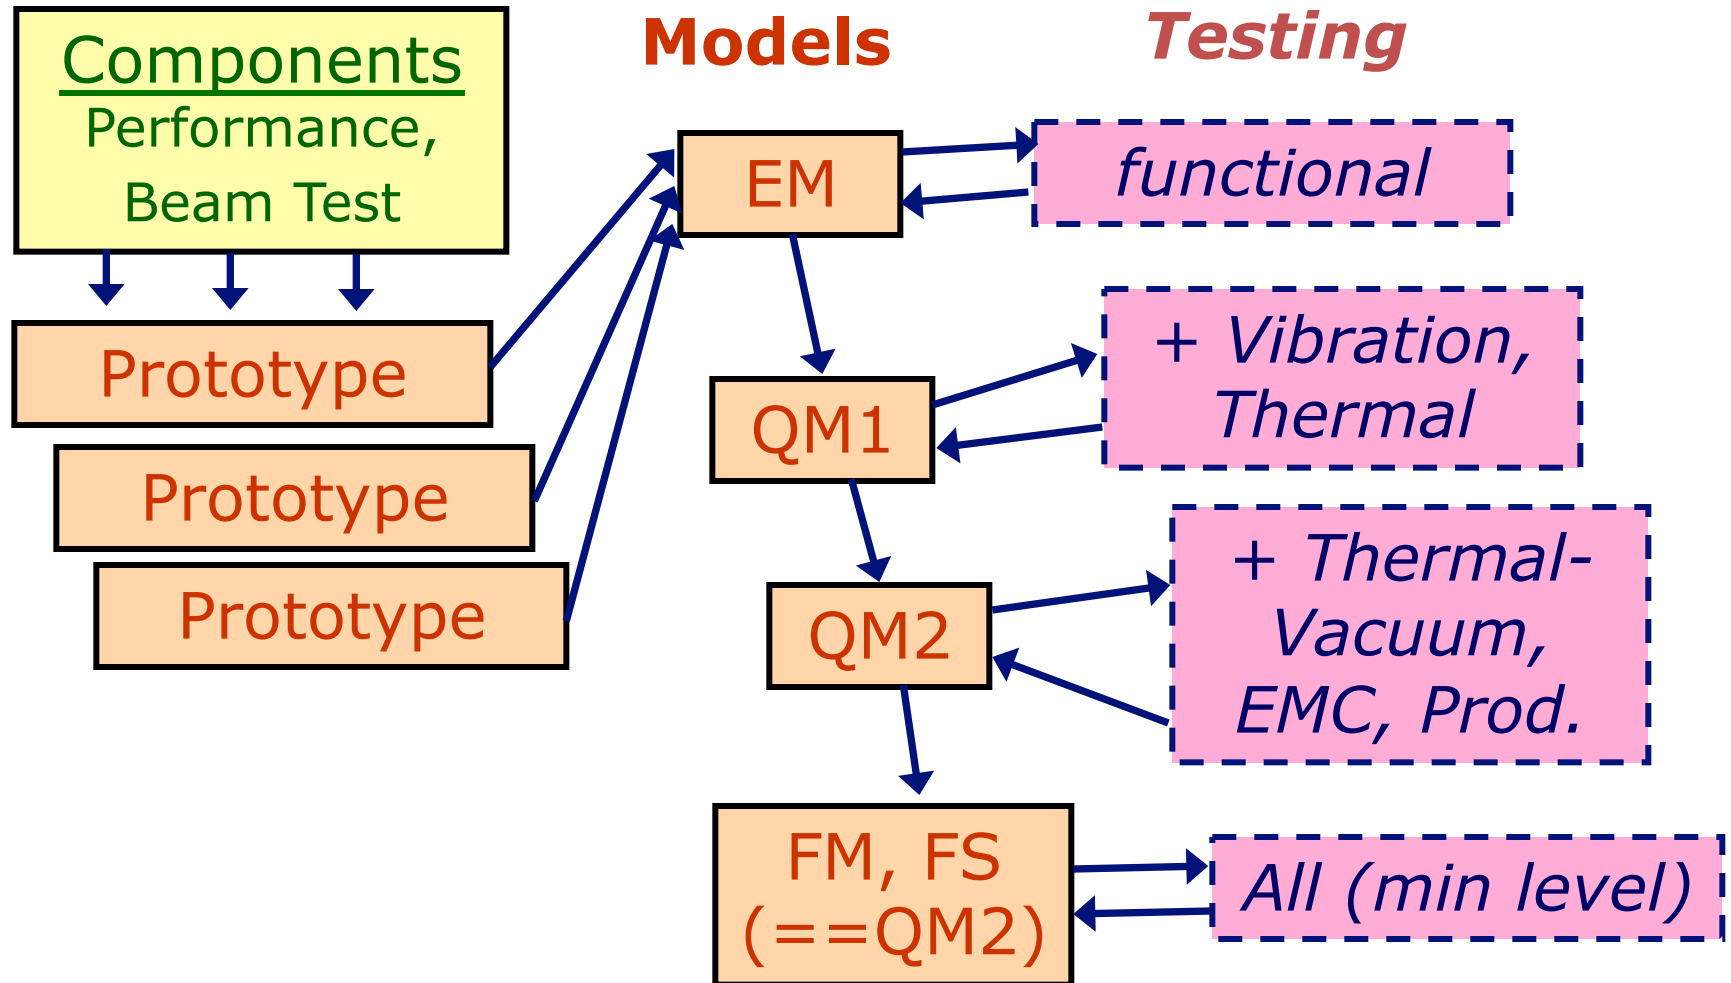 Components
Performance,
Beam Test
Prototype
Prototype
Prototype
Models
EM
QM1
QM2
FM, FS
(==QM2)
Testing
functional
+ Vibration,
Thermal
+ Thermal-
Vacuum,
EMC, Prod.
All (min level)